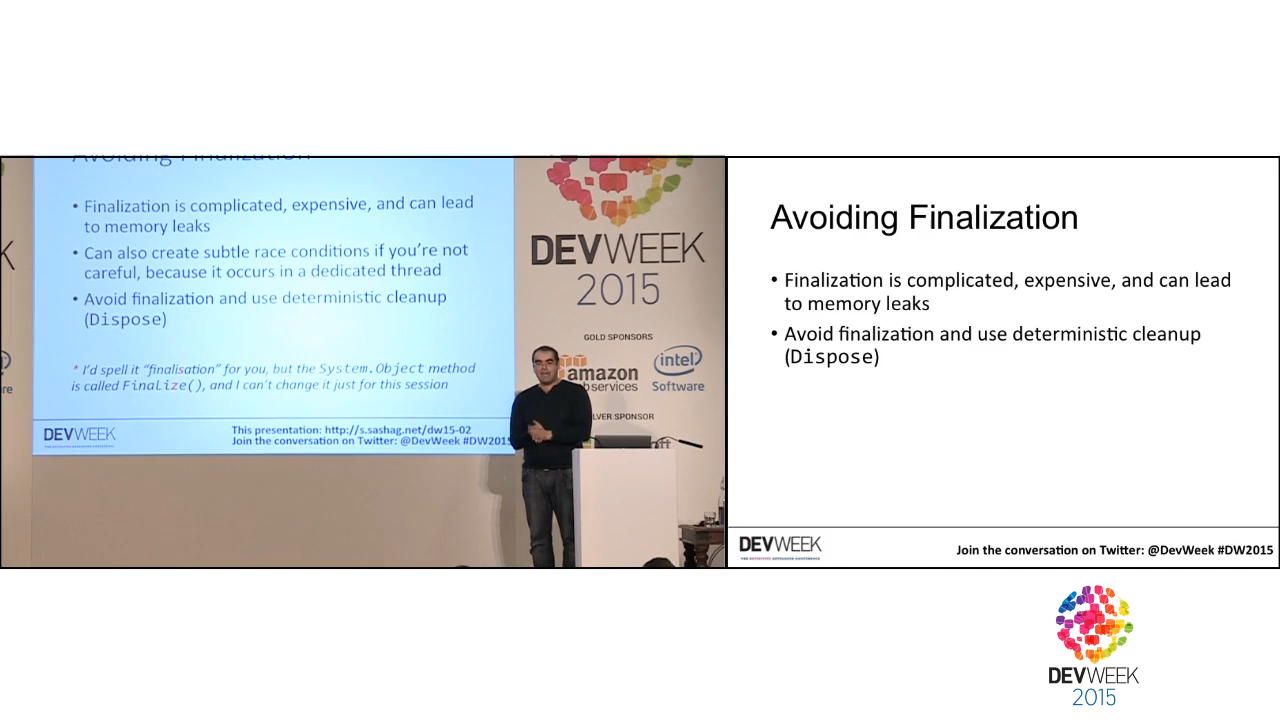 Avoiding Finalization
• Finalization is complicated, expensive, and can lead
to memory leaks
• Can also create subtle race conditions if you're not
careful, because it occurs in a dedicated thread
• Avoid finalization and use deterministic cleanup
(Dispose)
* I'd spell it "finalisation" for you, but the System.Object method
is called Finalize(), and I can't change it just for this session
DEVWEEK
This presentation: http://s.sashag.net/dw15-02
Join the conversation on Twitter: @DevWeek #DW2015
DEVWEEK
2015
GOLD SPONSORS
amazon
webservices
intel
Software
SILVER SPONSOR
Avoiding Finalization
• Finalization is complicated, expensive, and can lead
to memory leaks
• Avoid finalization and use deterministic cleanup
(Dispose)
DEVWEEK
Join the conversation on Twitter: @DevWeek #DW2015
DEVWEEK
2015